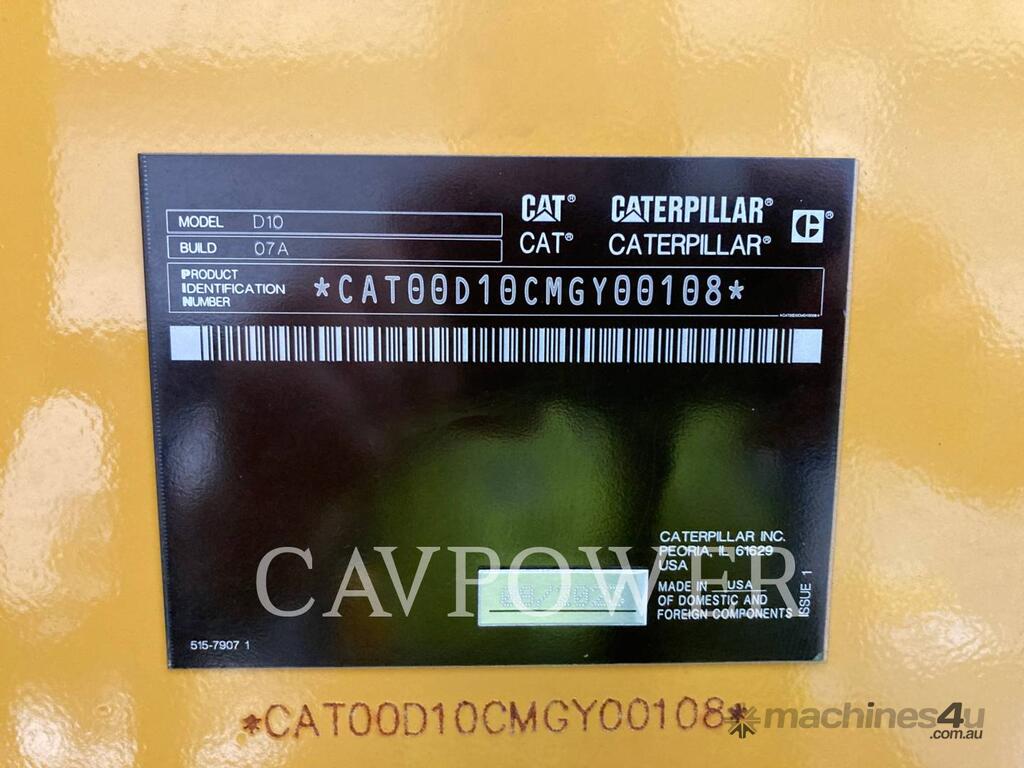 MODEL D10
BUILD 07A
CAT® CATERPILLAR®
CAT® CATERPILLAR®
PRODUCT
IDENTIFICATION
NUMBER
*CAT00D10CMGY00108*
CATERPILLAR INC.
PEORIA, IL 61629
USA
MADE IN USA
OF DOMESTIC AND
FOREIGN COMPONENTS
ISSUE 1
CAVPOWER
515-7907 1
*CAT00D10CMGY00108*
machines4u
.com.au